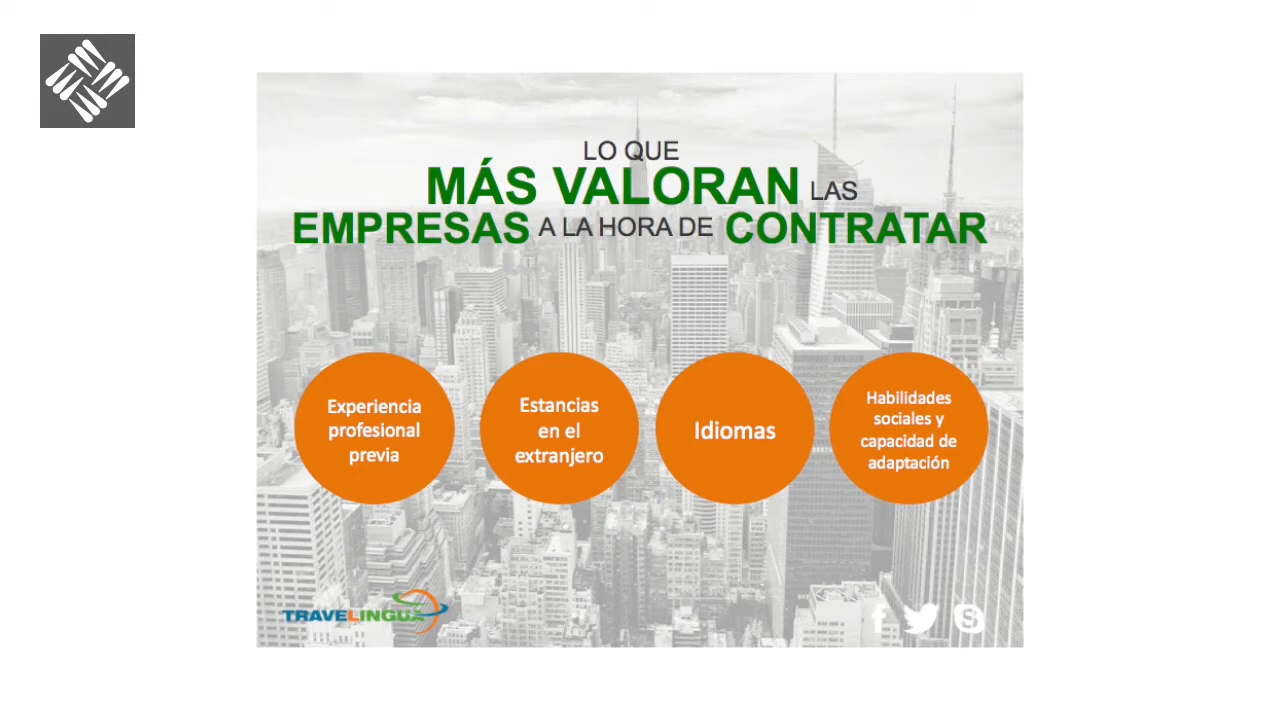 LO QUE
MÁS VALORAN LAS
EMPRESAS A LA HORA DE CONTRATAR
Experiencia
profesional
previa
Estancias
en el
extranjero
Idiomas
Habilidades
sociales y
capacidad de
adaptación
TRAVELINGUA